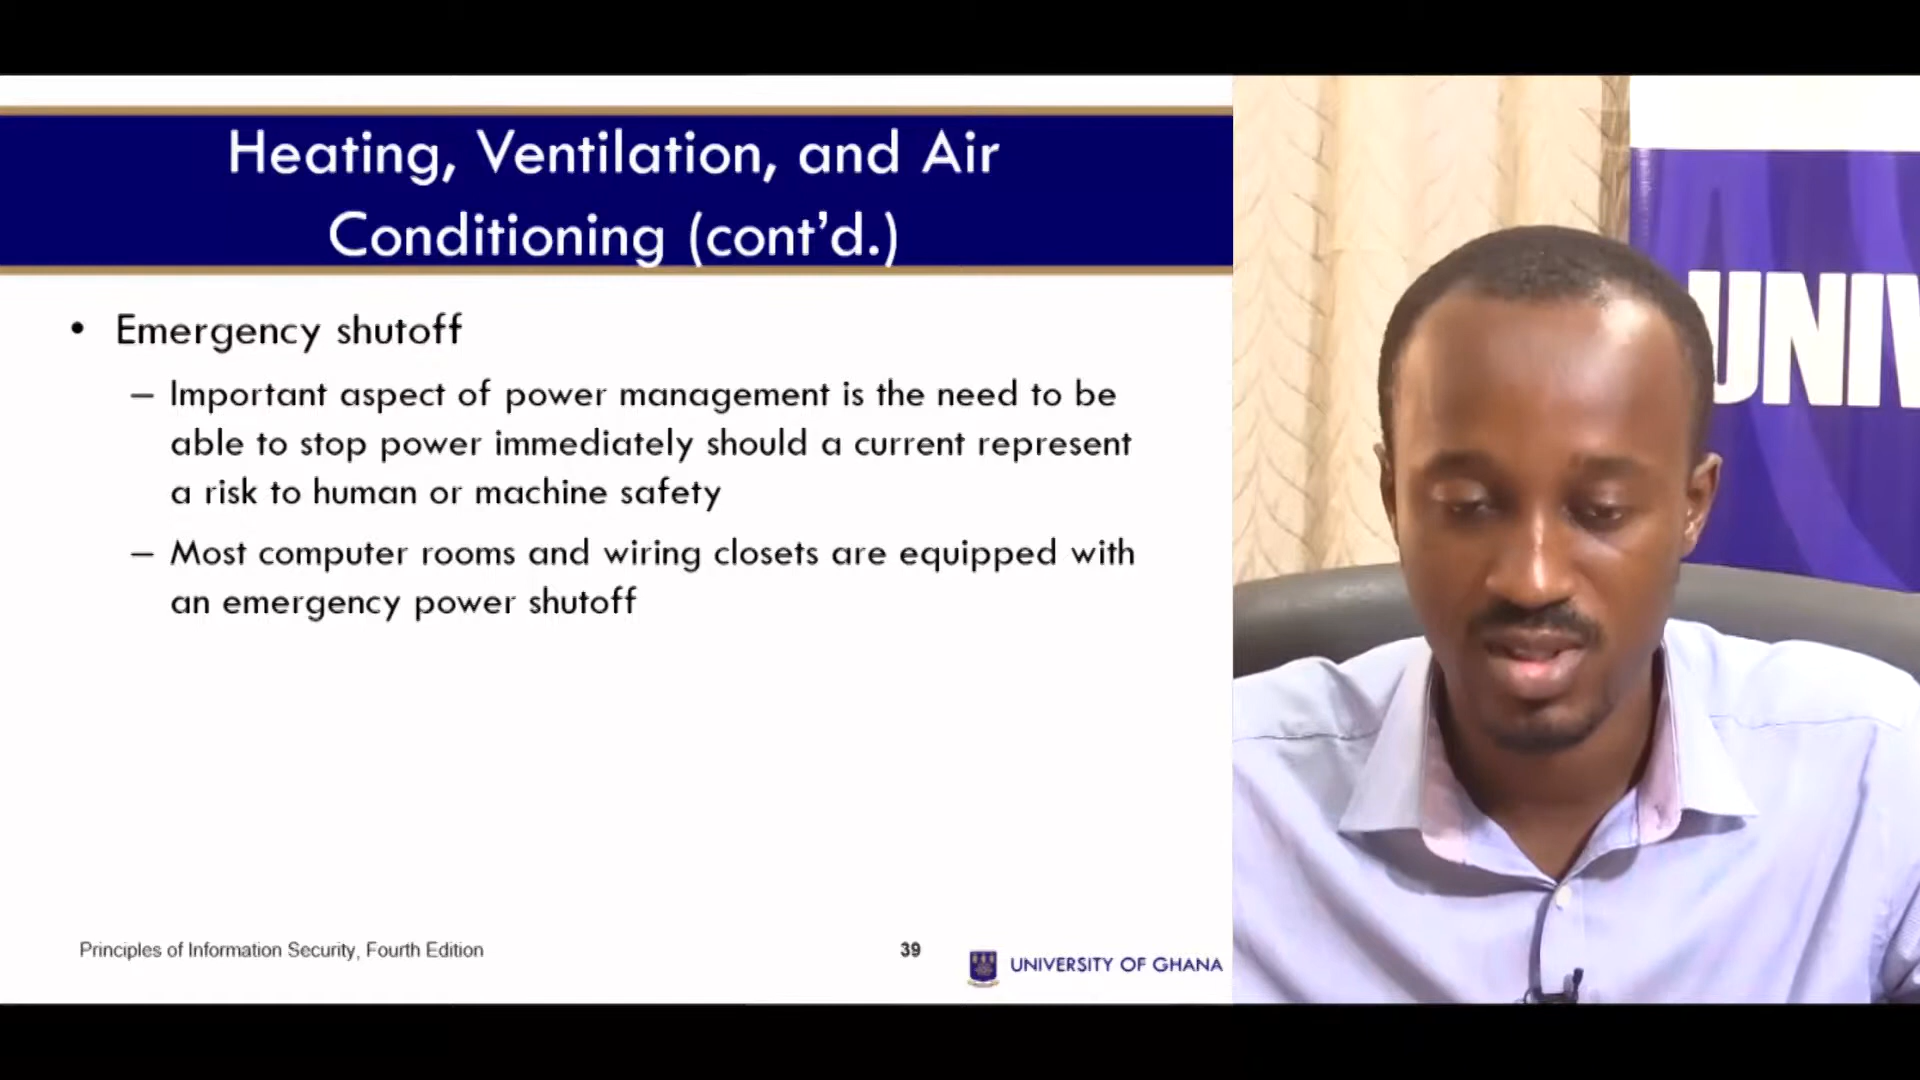 Heating, Ventilation, and Air
Conditioning (cont’d.)
• Emergency shutoff
– Important aspect of power management is the need to be
able to stop power immediately should a current represent
a risk to human or machine safety
– Most computer rooms and wiring closets are equipped with
an emergency power shutoff
Principles of Information Security, Fourth Edition
39
UNIVERSITY OF GHANA